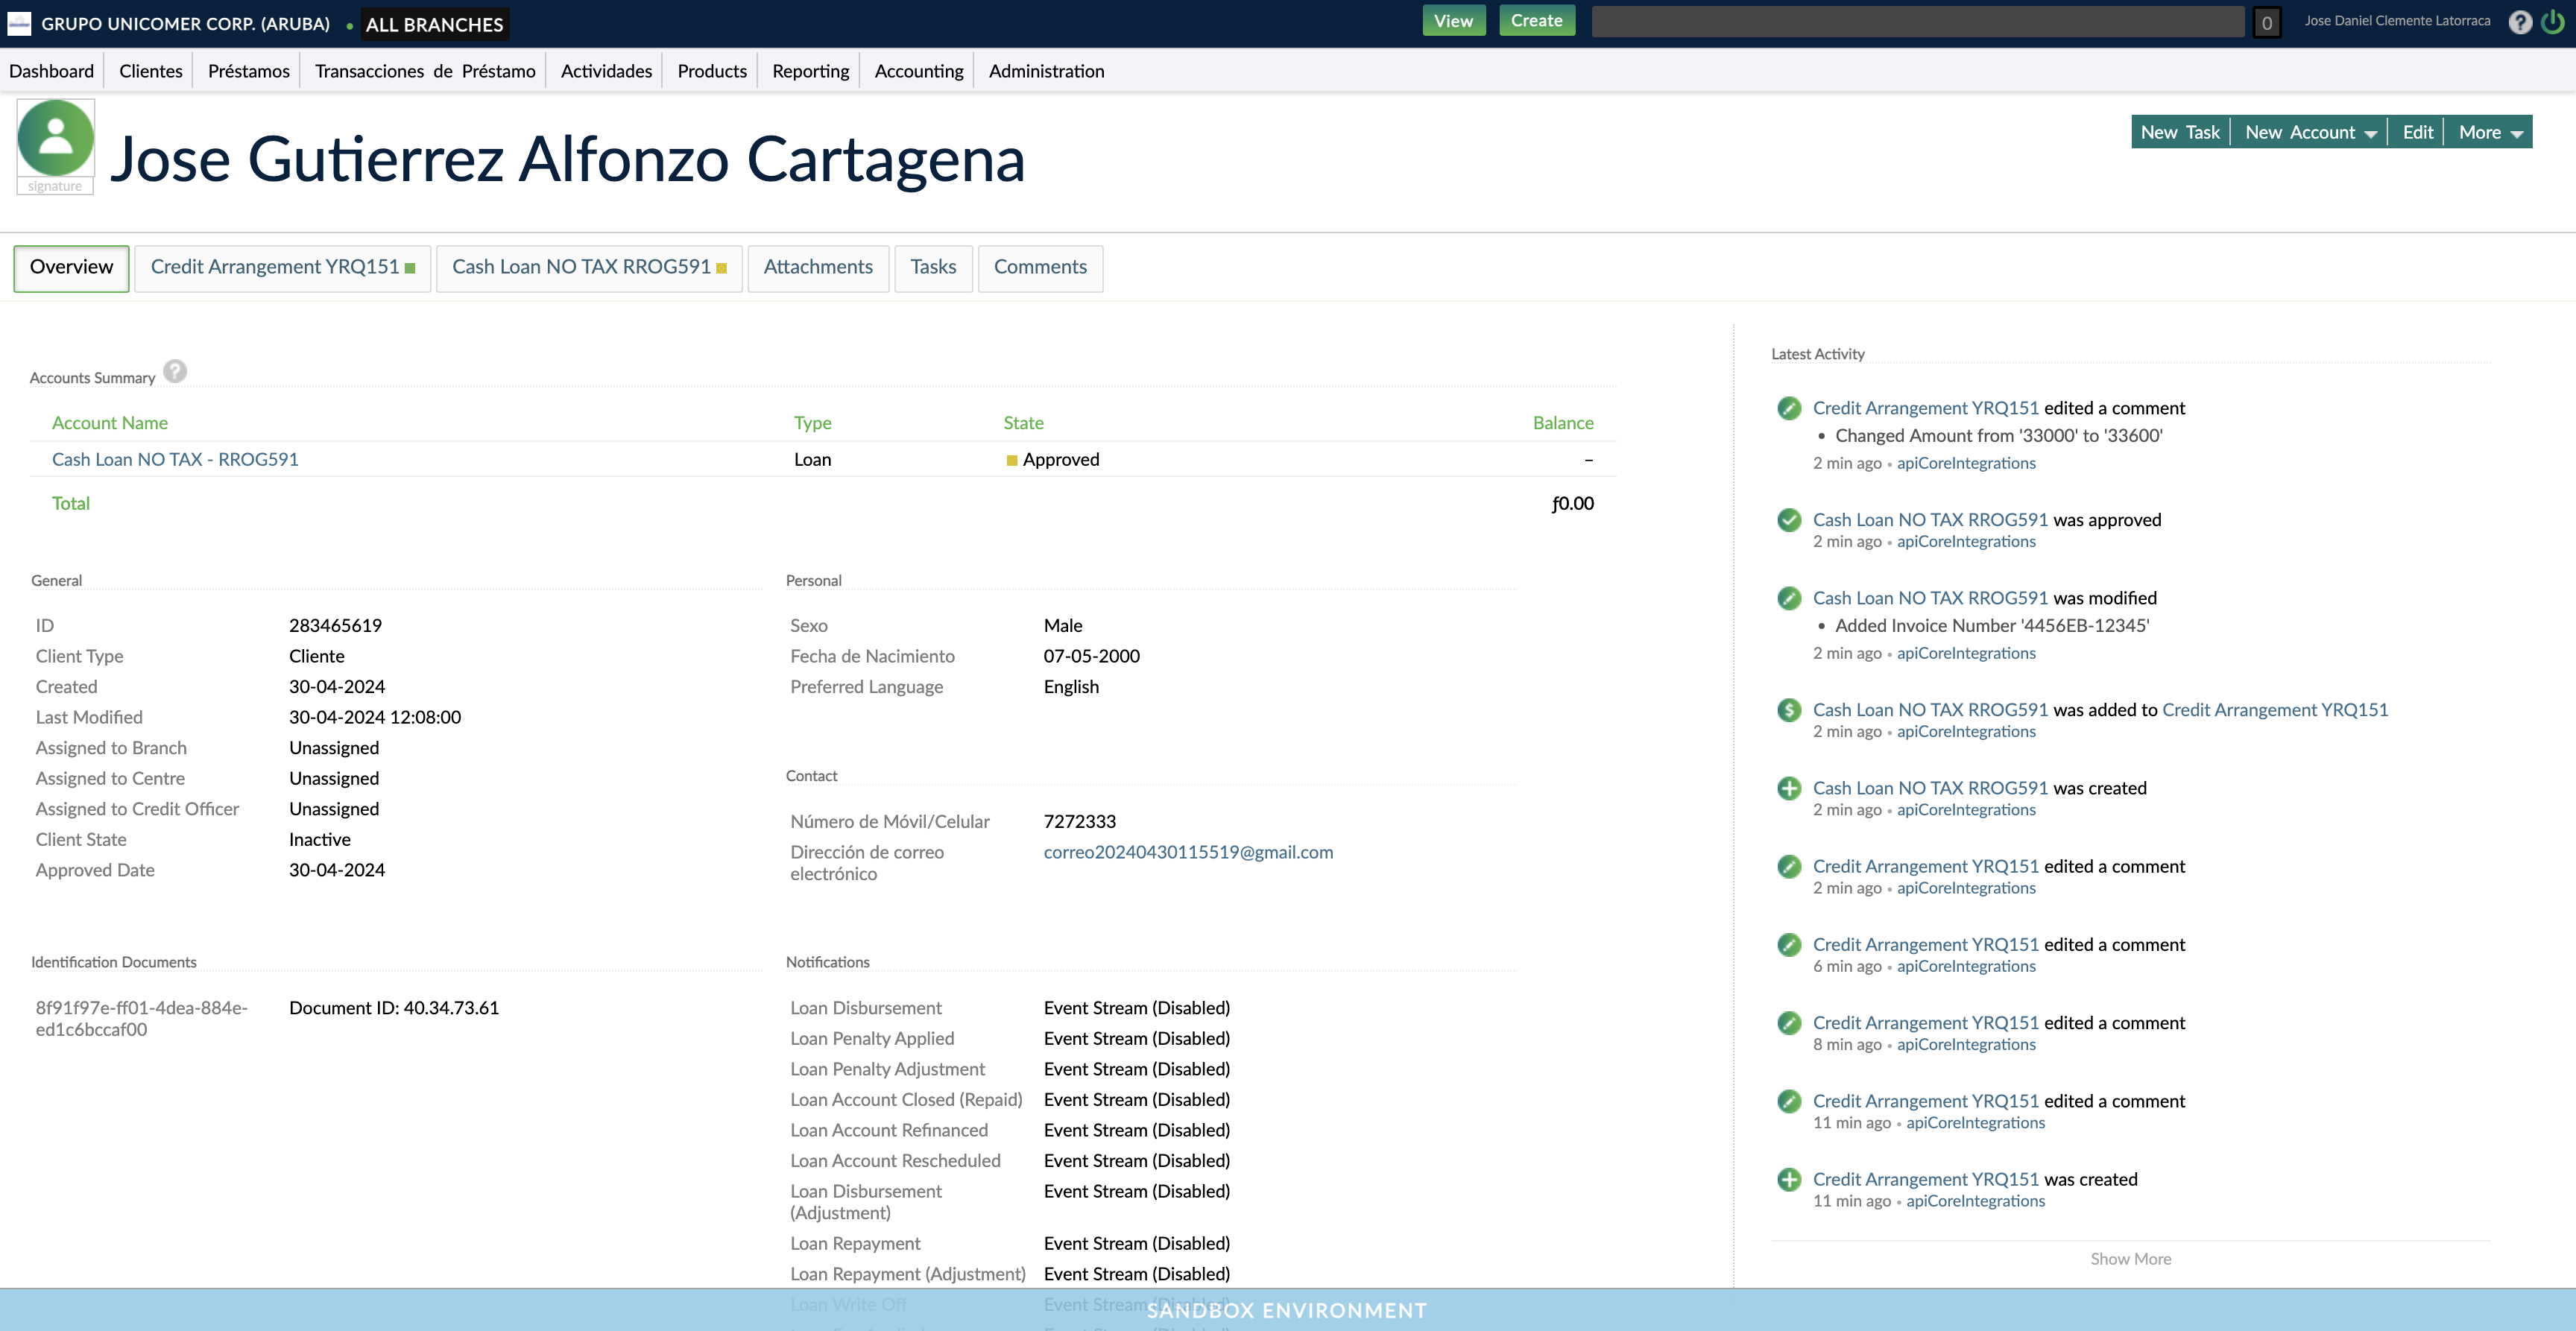 GRUPO UNICOMER CORP. (ARUBA) • ALL BRANCHES
View Create 0 Jose Daniel Clemente Latorraca ?
Dashboard Clientes Préstamos Transacciones de Préstamo Actividades Products Reporting Accounting Administration
signature
Jose Gutierrez Alfonzo Cartagena
New Task New Account Edit More
Overview Credit Arrangement YRQ151 Cash Loan NO TAX RROG591 Attachments Tasks Comments
Accounts Summary ?
Account Name Type State Balance
Cash Loan NO TAX - RROG591 Loan Approved –
Total ƒ0.00
General
ID 283465619
Client Type Cliente
Created 30-04-2024
Last Modified 30-04-2024 12:08:00
Assigned to Branch Unassigned
Assigned to Centre Unassigned
Assigned to Credit Officer Unassigned
Client State Inactive
Approved Date 30-04-2024
Identification Documents
8f91f97e-ff01-4dea-884e- Document ID: 40.34.73.61
ed1c6bccaf00
Personal
Sexo Male
Fecha de Nacimiento 07-05-2000
Preferred Language English
Contact
Número de Móvil/Celular 7272333
Dirección de correo correo20240430115519@gmail.com
electrónico
Notifications
Loan Disbursement Event Stream (Disabled)
Loan Penalty Applied Event Stream (Disabled)
Loan Penalty Adjustment Event Stream (Disabled)
Loan Account Closed (Repaid) Event Stream (Disabled)
Loan Account Refinanced Event Stream (Disabled)
Loan Account Rescheduled Event Stream (Disabled)
Loan Disbursement Event Stream (Disabled)
(Adjustment)
Loan Repayment Event Stream (Disabled)
Loan Repayment (Adjustment) Event Stream (Disabled)
Loan Write Off Event Stream (Disabled)
Latest Activity
Credit Arrangement YRQ151 edited a comment
• Changed Amount from '33000' to '33600'
2 min ago • apiCoreIntegrations
Cash Loan NO TAX RROG591 was approved
2 min ago • apiCoreIntegrations
Cash Loan NO TAX RROG591 was modified
• Added Invoice Number '4456EB-12345'
2 min ago • apiCoreIntegrations
Cash Loan NO TAX RROG591 was added to Credit Arrangement YRQ151
2 min ago • apiCoreIntegrations
Cash Loan NO TAX RROG591 was created
2 min ago • apiCoreIntegrations
Credit Arrangement YRQ151 edited a comment
2 min ago • apiCoreIntegrations
Credit Arrangement YRQ151 edited a comment
6 min ago • apiCoreIntegrations
Credit Arrangement YRQ151 edited a comment
8 min ago • apiCoreIntegrations
Credit Arrangement YRQ151 edited a comment
11 min ago • apiCoreIntegrations
Credit Arrangement YRQ151 was created
11 min ago • apiCoreIntegrations
Show More
SANDBOX ENVIRONMENT